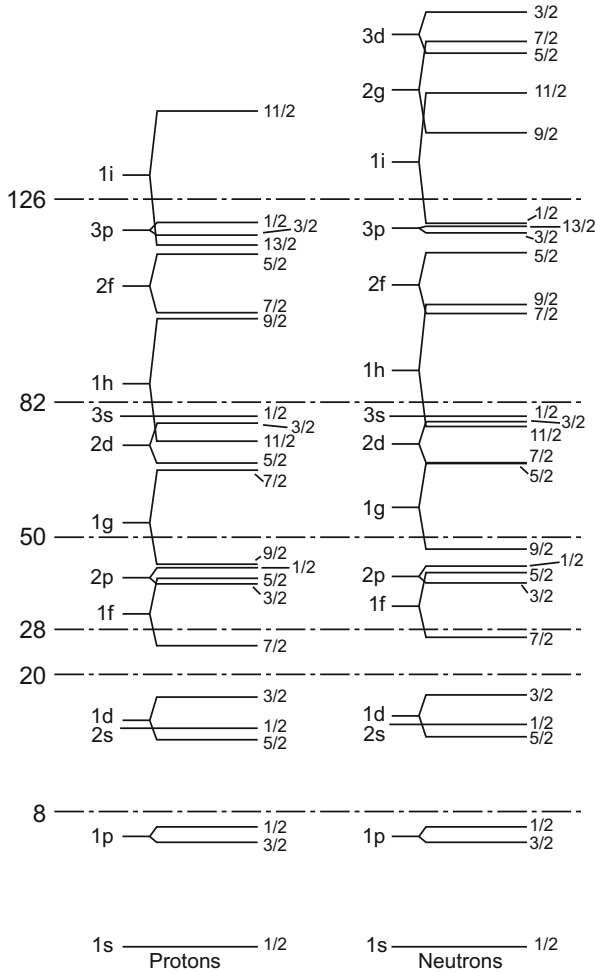 3d 3/2
7/2
5/2
2g
11/2
11/2
9/2
1i 1i
126
1/2 1/2
3p 3/2 3p 13/2
13/2 3/2
5/2 5/2
2f 2f
7/2 9/2
9/2 7/2
1h 1h
82
3s 1/2 3s 1/2
3/2 3/2
2d 11/2 2d 11/2
5/2 7/2
7/2 5/2
1g 1g
50
9/2 9/2
1/2 1/2
2p 5/2 2p 5/2
3/2 3/2
1f 1f
28
7/2 7/2
20
3/2 3/2
1d 1d
2s 1/2 2s 1/2
5/2 5/2
8
1/2 1/2
1p 3/2 1p 3/2
1s 1/2 1s 1/2
Protons Neutrons